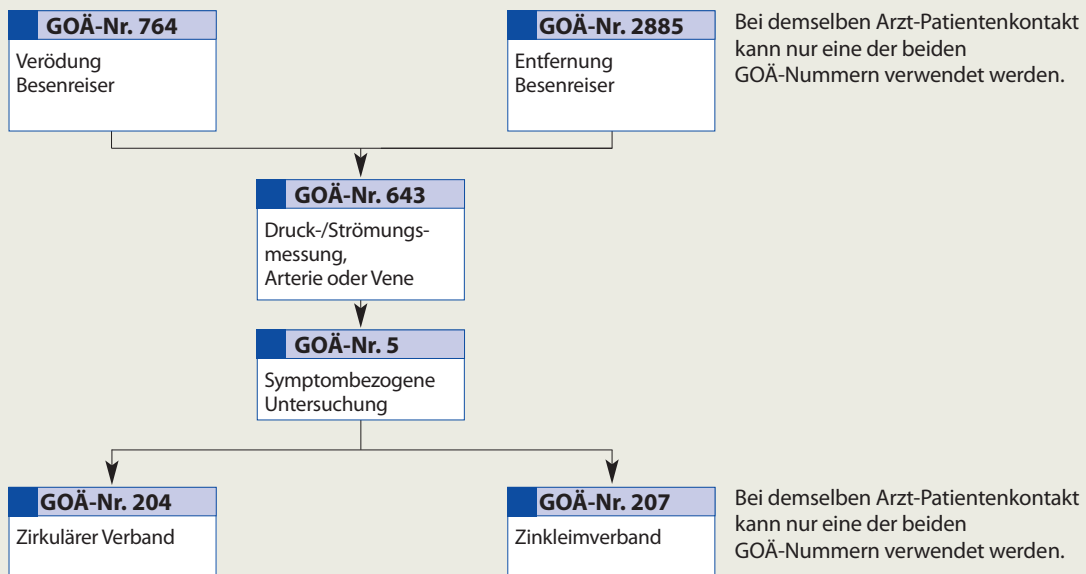 GOÄ-Nr. 764
Verödung
Besenreiser
GOÄ-Nr. 2885
Entfernung
Besenreiser
Bei demselben Arzt-Patientenkontakt
kann nur eine der beiden
GOÄ-Nummern verwendet werden.
GOÄ-Nr. 643
Druck-/Strömungs-
messung,
Arterie oder Vene
GOÄ-Nr. 5
Symptombezogene
Untersuchung
GOÄ-Nr. 204
Zirkulärer Verband
GOÄ-Nr. 207
Zinkleimverband
Bei demselben Arzt-Patientenkontakt
kann nur eine der beiden
GOÄ-Nummern verwendet werden.